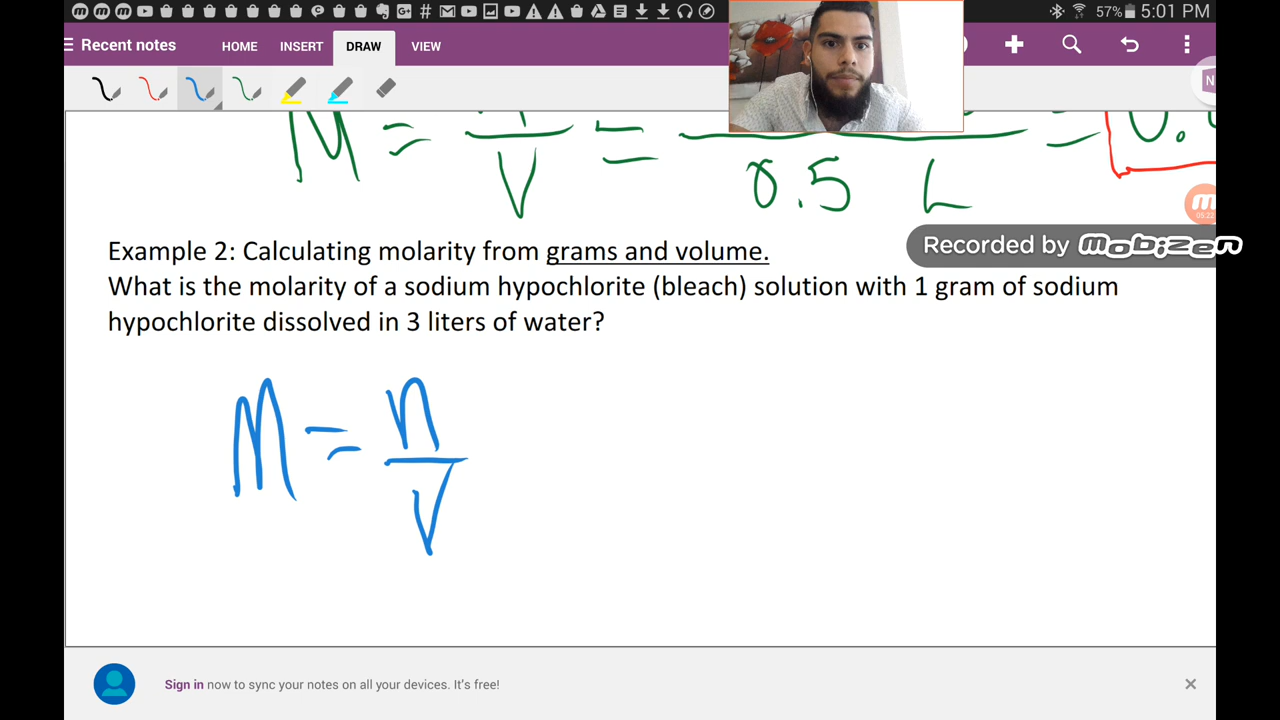 57% 5:01 PM
Recent notes HOME INSERT DRAW VIEW
M = V = 0.5 L = 0.
Recorded by mobizen
05:22
Example 2: Calculating molarity from grams and volume.
What is the molarity of a sodium hypochlorite (bleach) solution with 1 gram of sodium
hypochlorite dissolved in 3 liters of water?
M = n
V
Sign in now to sync your notes on all your devices. It's free!